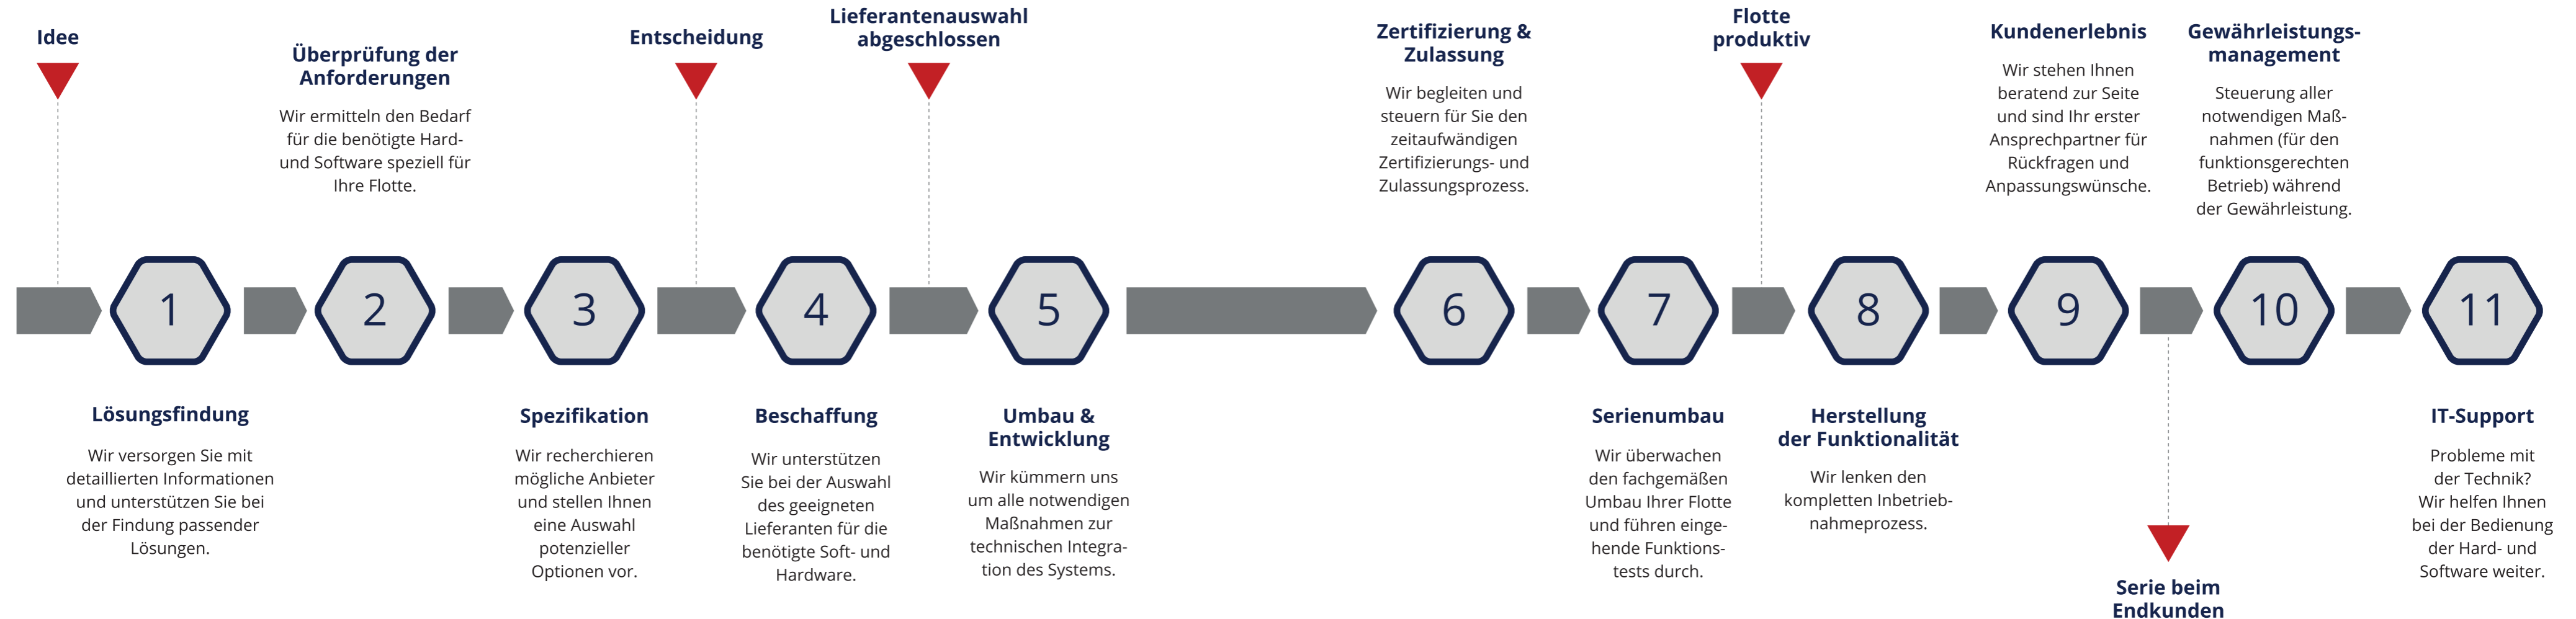 Idee
Überprüfung der
Anforderungen
Wir ermitteln den Bedarf
für die benötigte Hard-
und Software speziell für
Ihre Flotte.
Entscheidung
Lieferantenauswahl
abgeschlossen
Zertifizierung &
Zulassung
Wir begleiten und
steuern für Sie den
zeitaufwändigen
Zertifizierungs- und
Zulassungsprozess.
Flotte
produktiv
Kundenerlebnis
Wir stehen Ihnen
beratend zur Seite
und sind Ihr erster
Ansprechpartner für
Rückfragen und
Anpassungswünsche.
Gewährleistungs-
management
Steuerung aller
notwendigen Maß-
nahmen (für den
funktionsgerechten
Betrieb) während
der Gewährleistung.
1
2
3
4
5
6
7
8
9
10
11
Lösungsfindung
Wir versorgen Sie mit
detaillierten Informationen
und unterstützen Sie bei
der Findung passender
Lösungen.
Spezifikation
Wir recherchieren
mögliche Anbieter
und stellen Ihnen
eine Auswahl
potenzieller
Optionen vor.
Beschaffung
Wir unterstützen
Sie bei der Auswahl
des geeigneten
Lieferanten für die
benötigte Soft- und
Hardware.
Umbau &
Entwicklung
Wir kümmern uns
um alle notwendigen
Maßnahmen zur
technischen Integra-
tion des Systems.
Serienumbau
Wir überwachen
den fachgemäßen
Umbau Ihrer Flotte
und führen einge-
hende Funktions-
tests durch.
Herstellung
der Funktionalität
Wir lenken den
kompletten Inbetrieb-
nahmeprozess.
Serie beim
Endkunden
IT-Support
Probleme mit
der Technik?
Wir helfen Ihnen
bei der Bedienung
der Hard- und
Software weiter.